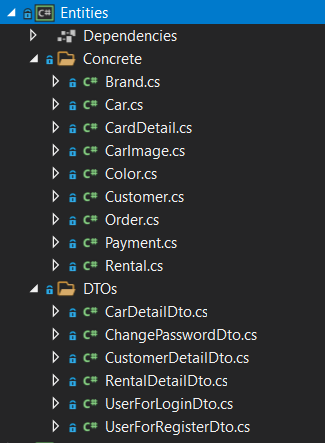 C# Entities
Dependencies
Concrete
C# Brand.cs
C# Car.cs
C# CardDetail.cs
C# CarImage.cs
C# Color.cs
C# Customer.cs
C# Order.cs
C# Payment.cs
C# Rental.cs
DTOs
C# CarDetailDto.cs
C# ChangePasswordDto.cs
C# CustomerDetailDto.cs
C# RentalDetailDto.cs
C# UserForLoginDto.cs
C# UserForRegisterDto.cs